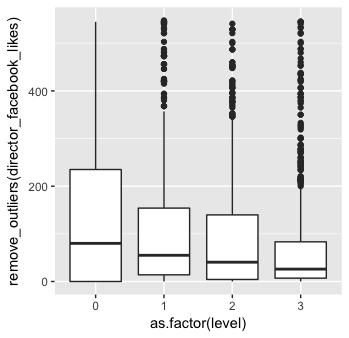 remove_outliers(director_facebook_likes)
400
200
0
0 1 2 3
as.factor(level)